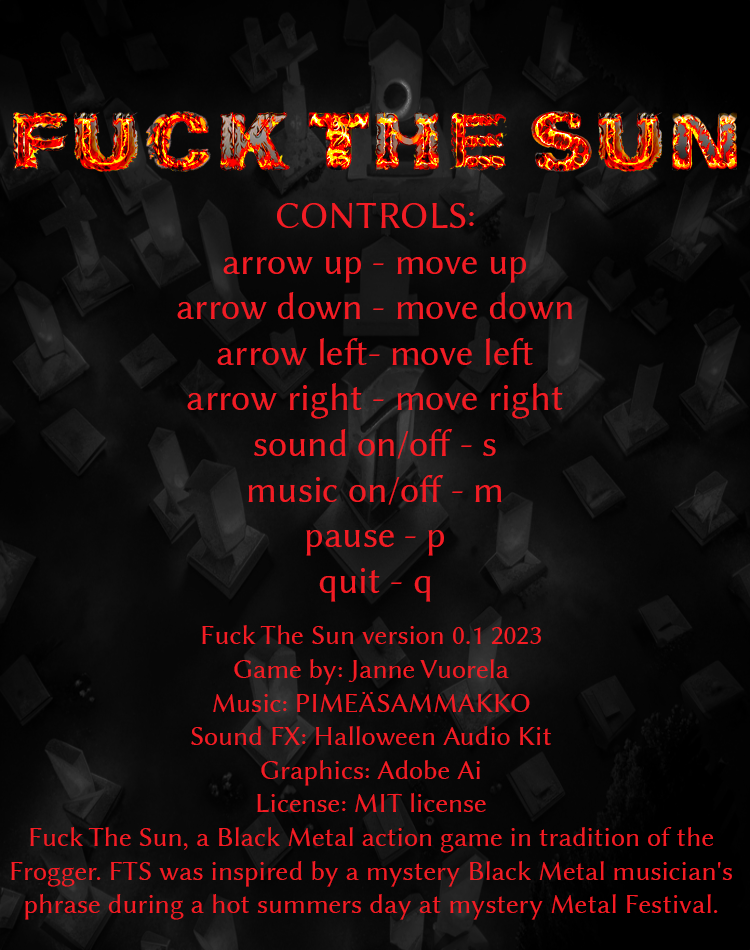 FUCK THE SUN
CONTROLS:
arrow up - move up
arrow down - move down
arrow left- move left
arrow right - move right
sound on/off - s
music on/off - m
pause - p
quit - q
Fuck The Sun version 0.1 2023
Game by: Janne Vuorela
Music: PIMEÄSAMMAKKO
Sound FX: Halloween Audio Kit
Graphics: Adobe Ai
License: MIT license
Fuck The Sun, a Black Metal action game in tradition of the
Frogger. FTS was inspired by a mystery Black Metal musician's
phrase during a hot summers day at mystery Metal Festival.